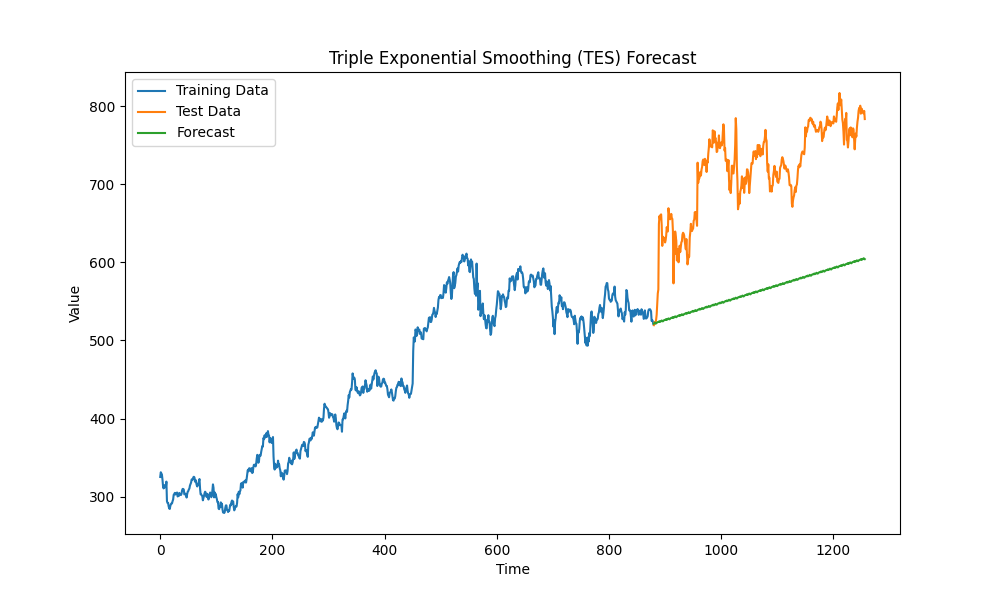 Triple Exponential Smoothing (TES) Forecast
Training Data
Test Data
Forecast
Value
800
700
600
500
400
300
0 200 400 600 800 1000 1200
Time